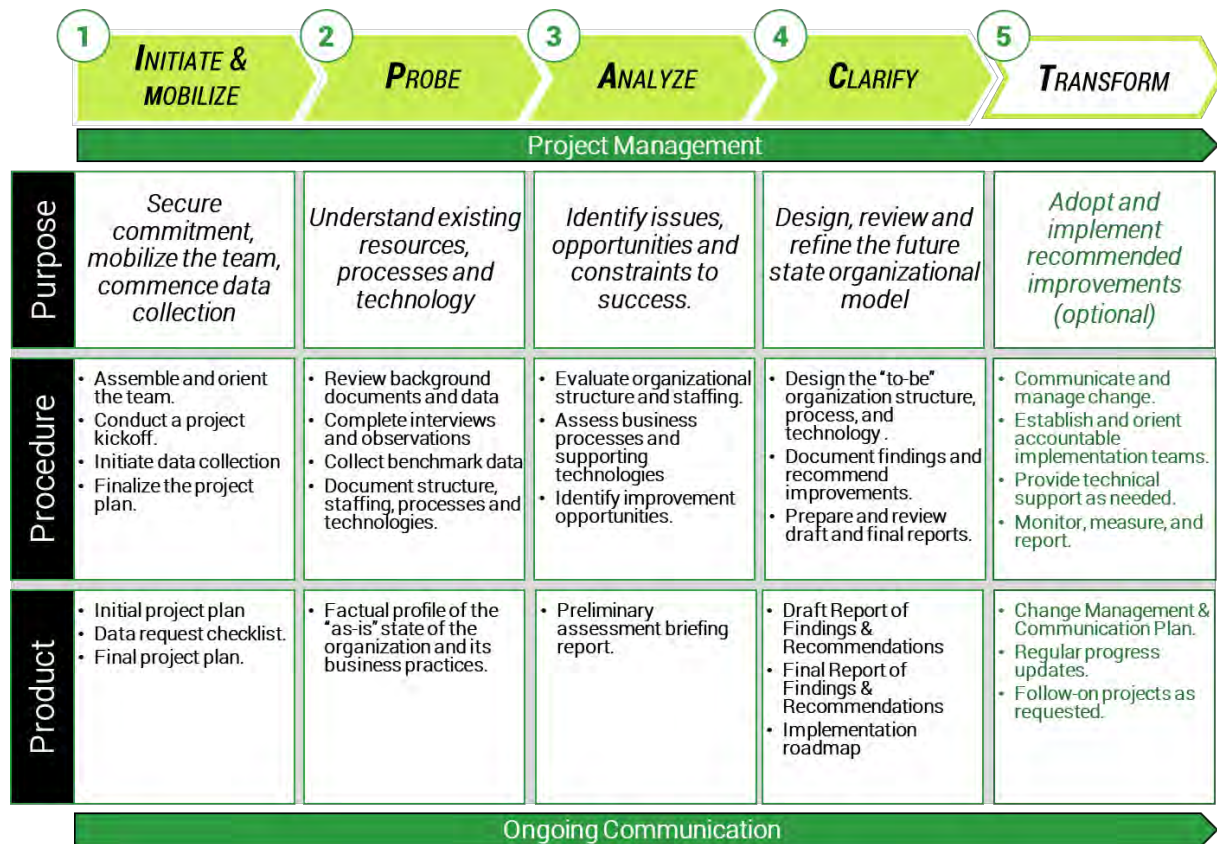 1
INITIATE &
MOBILIZE
2
PROBE
3
ANALYZE
4
CLARIFY
5
TRANSFORM
Project Management
Purpose
Secure
commitment,
mobilize the team,
commence data
collection
Understand existing
resources,
processes and
technology
Identify issues,
opportunities and
constraints to
success.
Design, review and
refine the future
state organizational
model
Adopt and
implement
recommended
improvements
(optional)
Procedure
• Assemble and orient
the team.
• Conduct a project
kickoff.
• Initiate data collection
• Finalize the project
plan.
• Review background
documents and data
• Complete interviews
and observations
• Collect benchmark data
• Document structure,
staffing, processes and
technologies.
• Evaluate organizational
structure and staffing.
• Assess business
processes and
supporting
technologies
• Identify improvement
opportunities.
• Design the "to-be"
organization structure,
process, and
technology .
• Document findings and
recommend
improvements.
• Prepare and review
draft and final reports.
• Communicate and
manage change.
• Establish and orient
accountable
implementation teams.
• Provide technical
support as needed.
• Monitor, measure, and
report.
Product
• Initial project plan
• Data request checklist.
• Final project plan.
• Factual profile of the
"as-is" state of the
organization and its
business practices.
• Preliminary
assessment briefing
report.
• Draft Report of
Findings &
Recommendations
• Final Report of
Findings &
Recommendations
• Implementation
roadmap
• Change Management &
Communication Plan.
• Regular progress
updates.
• Follow-on projects as
requested.
Ongoing Communication